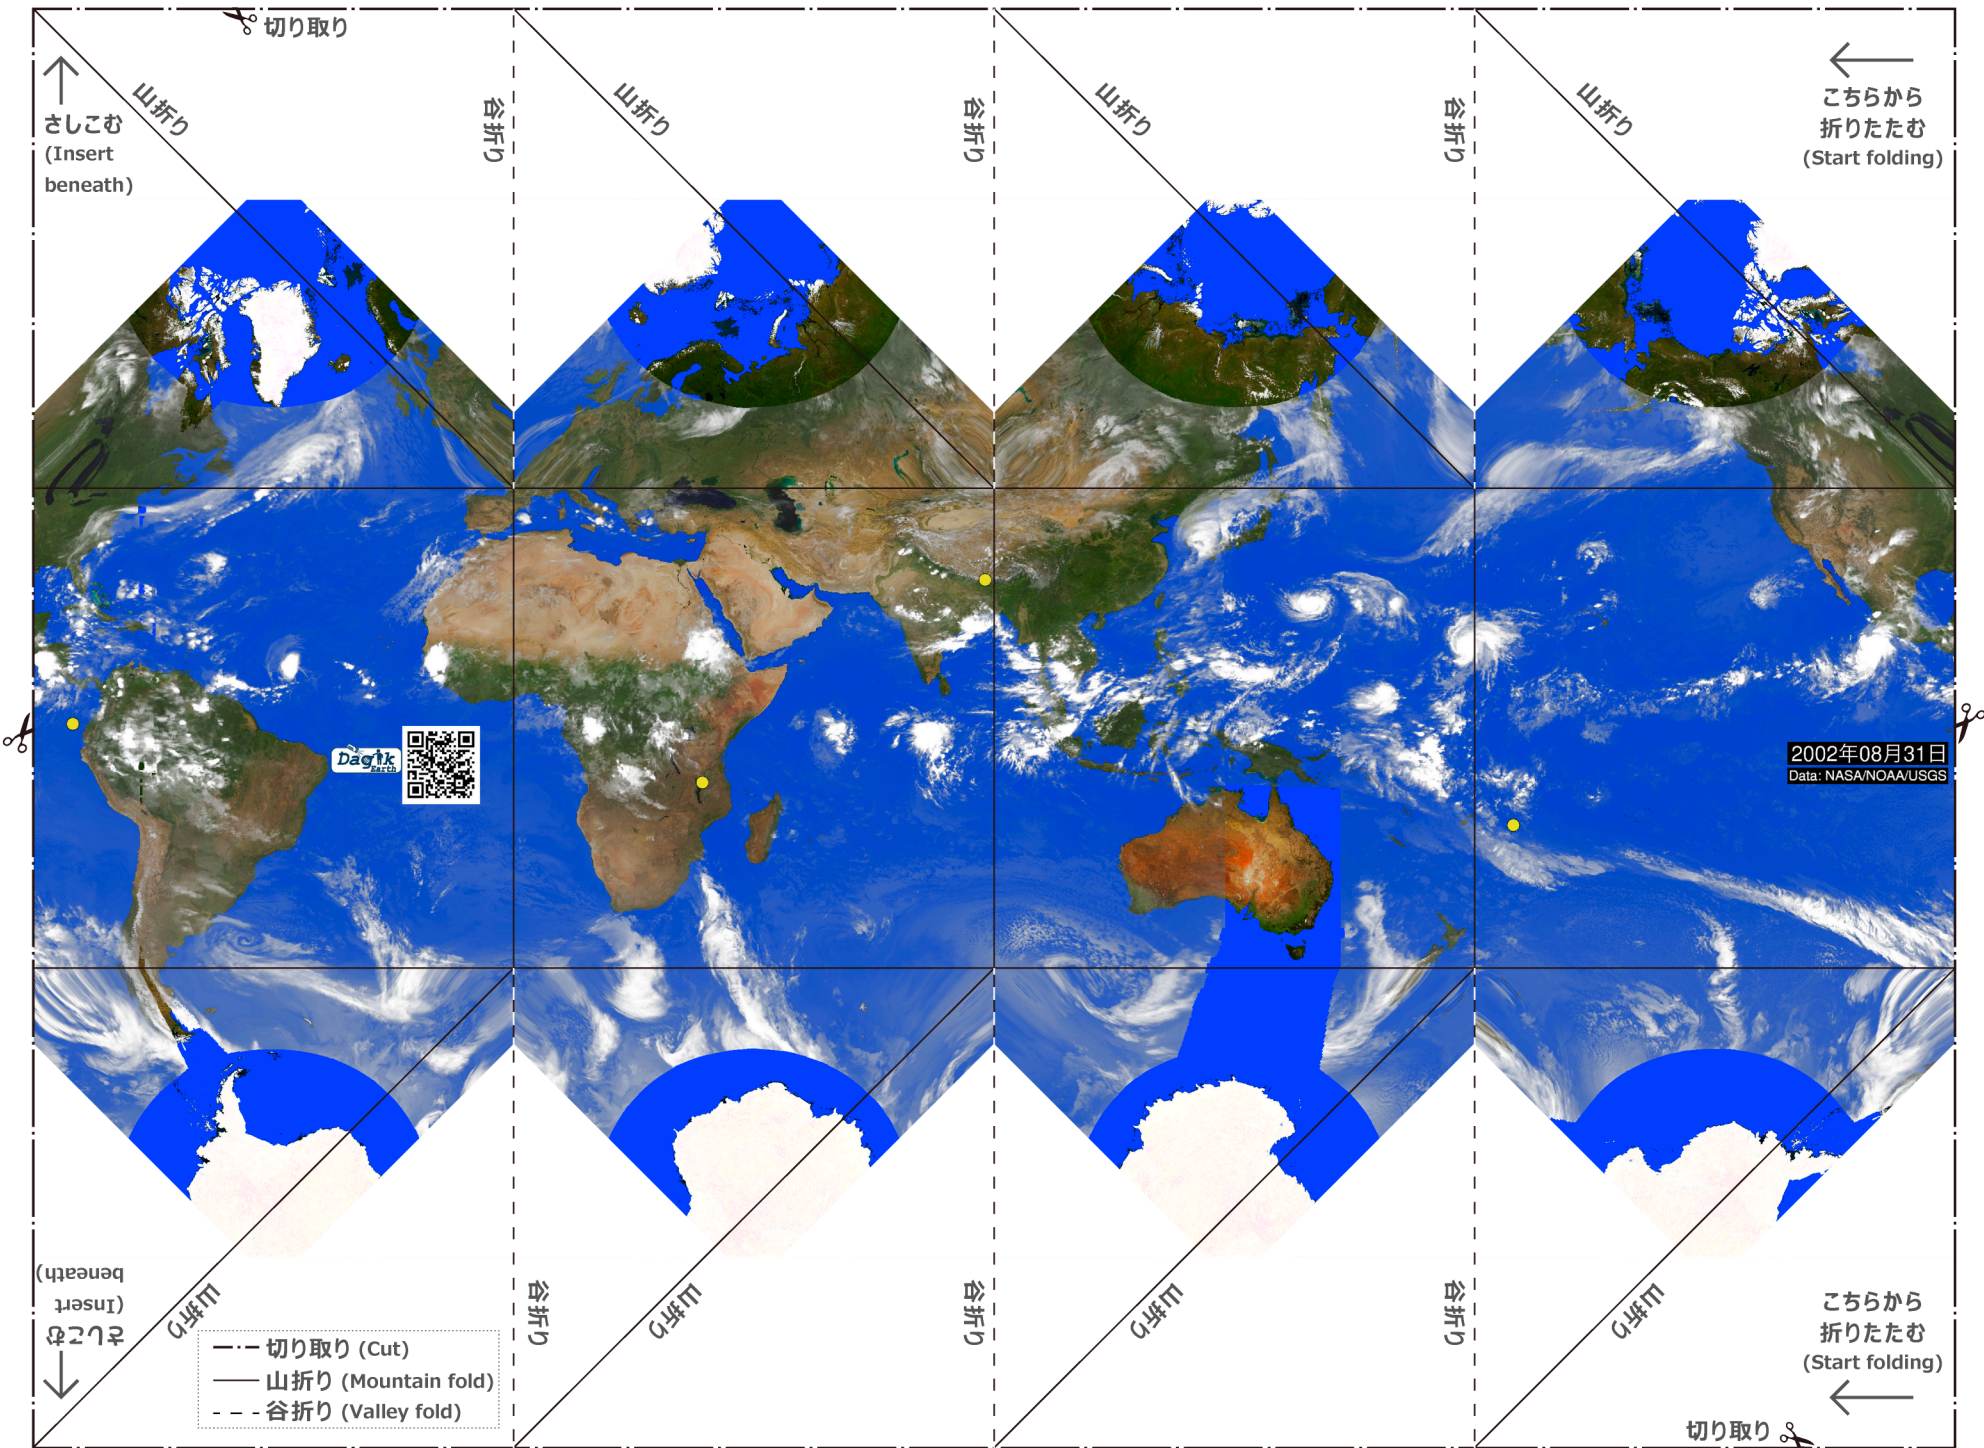 切り取り
さしこむ
(Insert
beneath)
山折り
谷折り
山折り
谷折り
山折り
谷折り
山折り
こちらから
折りたたむ
(Start folding)
Dagik
Earth
2002年08月31日
Data: NASA/NOAA/USGS
さしこむ
(Insert
beneath)
山折り
谷折り
山折り
谷折り
山折り
谷折り
山折り
こちらから
折りたたむ
(Start folding)
切り取り (Cut)
山折り (Mountain fold)
谷折り (Valley fold)
切り取り